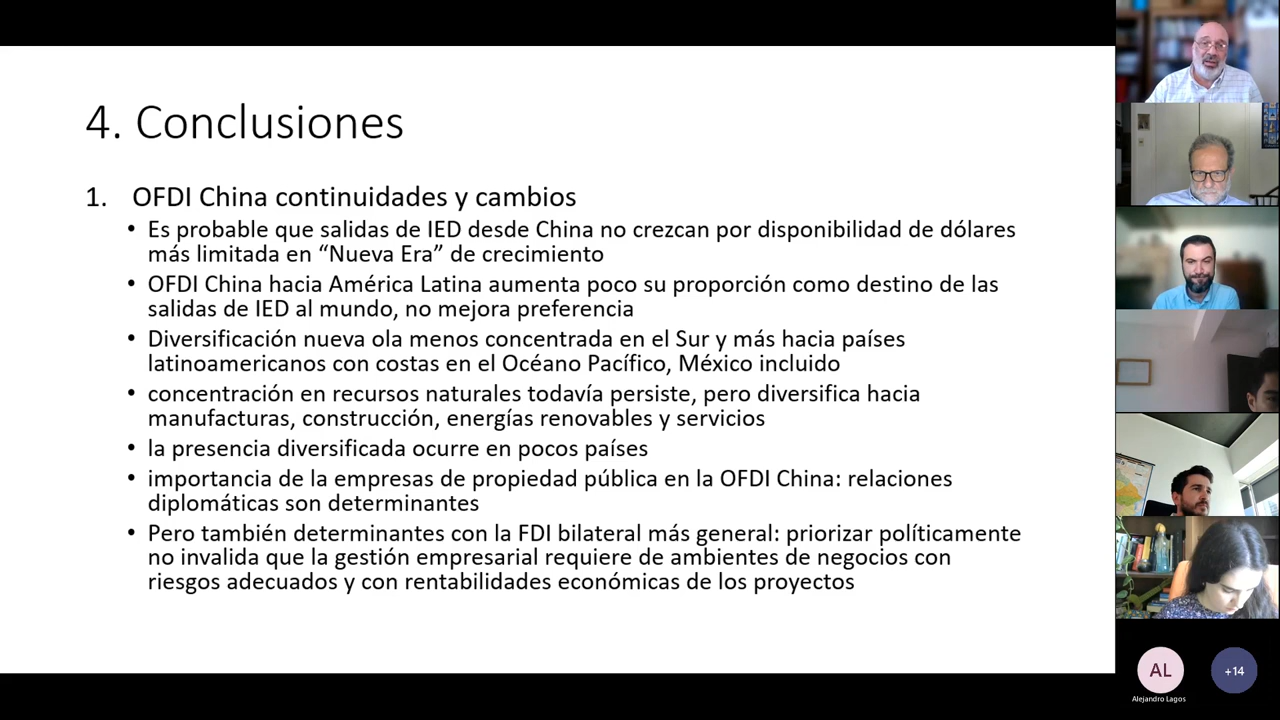 4. Conclusiones
1. OFDI China continuidades y cambios
• Es probable que salidas de IED desde China no crezcan por disponibilidad de dólares
más limitada en “Nueva Era” de crecimiento
• OFDI China hacia América Latina aumenta poco su proporción como destino de las
salidas de IED al mundo, no mejora preferencia
• Diversificación nueva ola menos concentrada en el Sur y más hacia países
latinoamericanos con costas en el Océano Pacífico, México incluido
• concentración en recursos naturales todavía persiste, pero diversifica hacia
manufacturas, construcción, energías renovables y servicios
• la presencia diversificada ocurre en pocos países
• importancia de la empresas de propiedad pública en la OFDI China: relaciones
diplomáticas son determinantes
• Pero también determinantes con la FDI bilateral más general: priorizar políticamente
no invalida que la gestión empresarial requiere de ambientes de negocios con
riesgos adecuados y con rentabilidades económicas de los proyectos
AL
Alejandro Lagos
+14